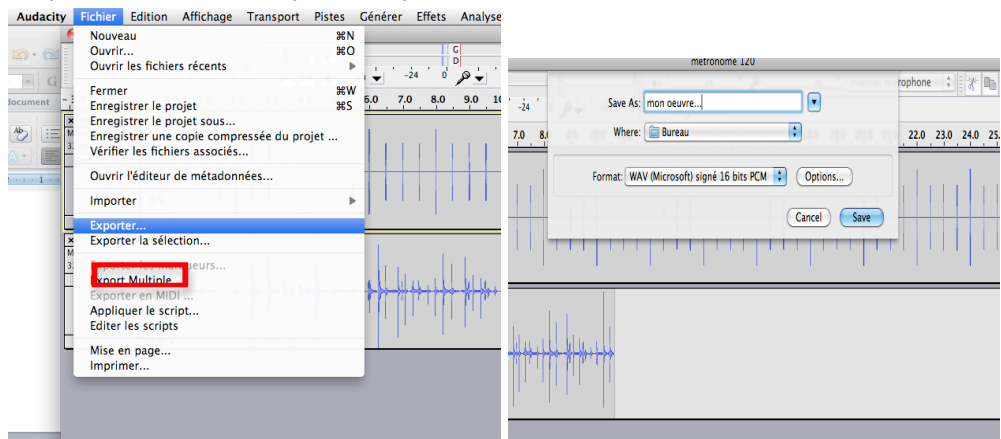 Audacity Fichier Edition Affichage Transport Pistes Générer Effets Analyse
Nouveau ⌘N
Ouvrir... ⌘O
Ouvrir les fichiers récents
Fermer ⌘W
Enregistrer le projet ⌘S
Enregistrer le projet sous...
Enregistrer une copie compressée du projet ...
Vérifier les fichiers associés...
Ouvrir l'éditeur de métadonnées...
Importer
Exporter...
Exporter la sélection...
Export Multiple
Exporter en MIDI ...
Appliquer le script...
Editer les scripts
Mise en page...
Imprimer...
G
D
-24 0
6.0 7.0 8.0 9.0 10
G
metronome 120
rophone
-24
Save As: mon oeuvre...
Where: Bureau
7.0 8. 22.0 23.0 24.0 25.
Format: WAV (Microsoft) signé 16 bits PCM Options...
Cancel Save